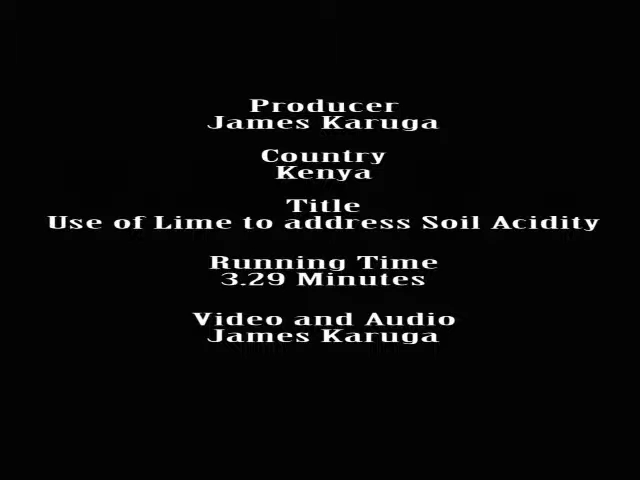 Producer
James Karuga
Country
Kenya
Title
Use of Lime to address Soil Acidity
Running Time
3.29 Minutes
Video and Audio
James Karuga